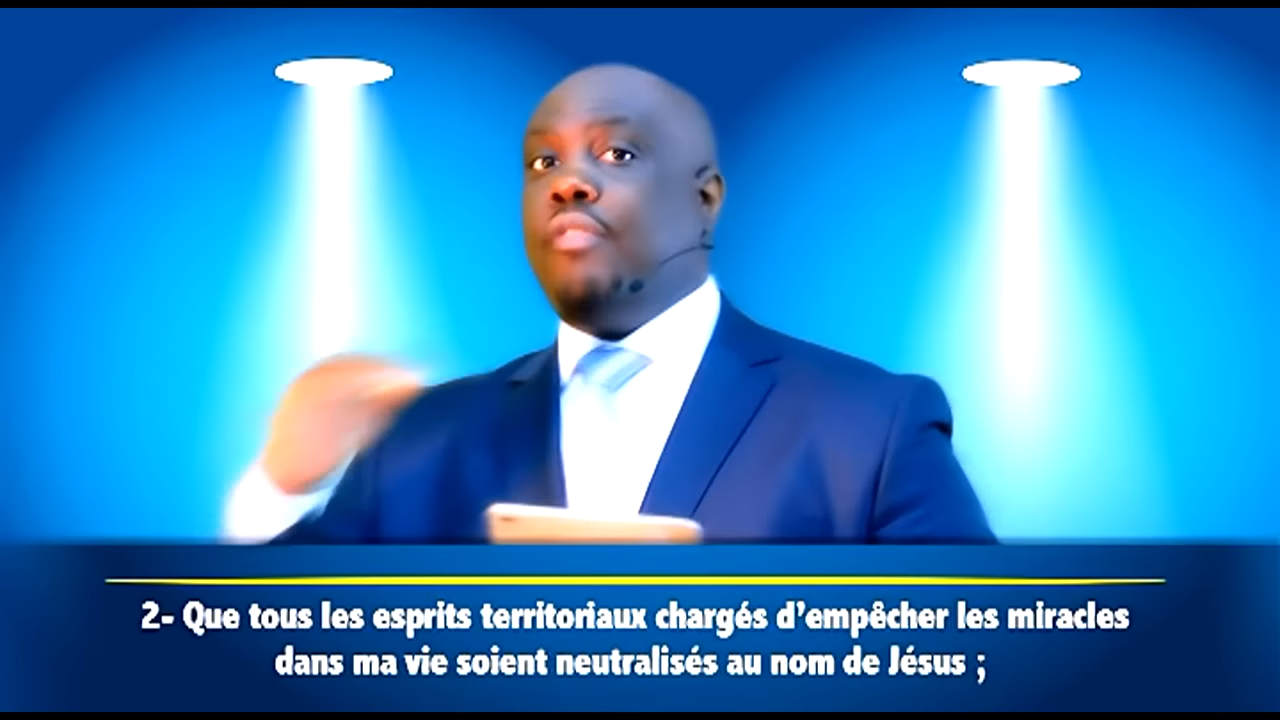 2- Que tous les esprits territoriaux chargés d'empêcher les miracles
dans ma vie soient neutralisés au nom de Jésus ;